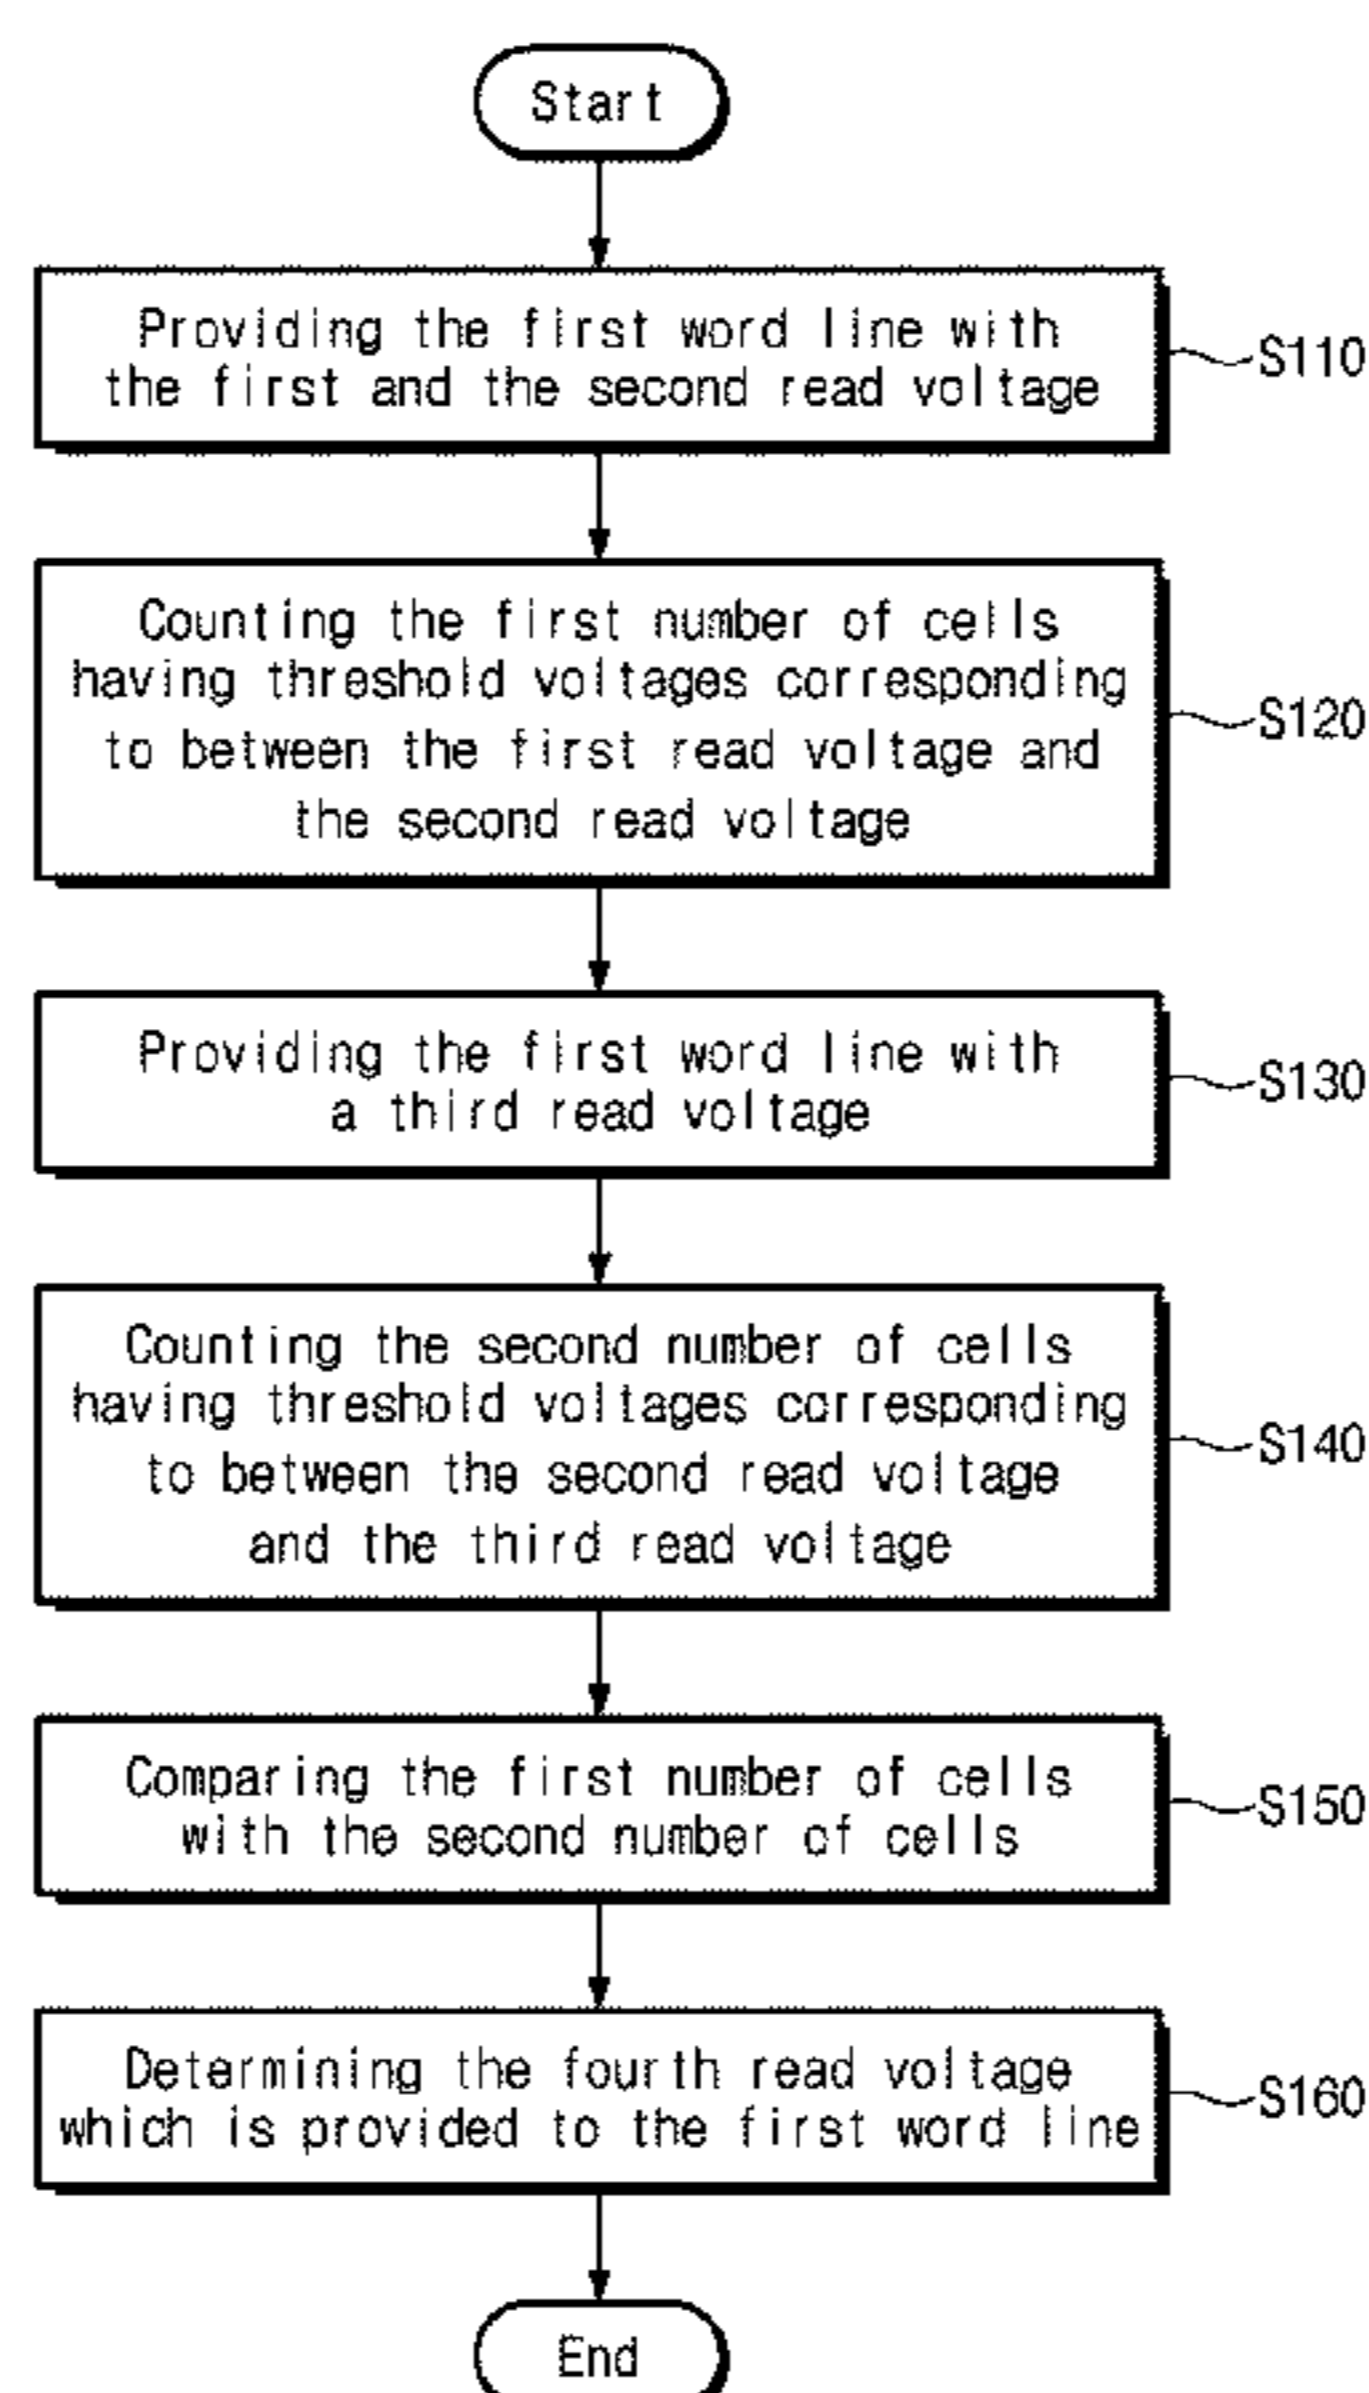 Start
Providing the first word line with
the first and the second read voltage
S110
Counting the first number of cells
having threshold voltages corresponding
to between the first read voltage and
the second read voltage
S120
Providing the first word line with
a third read voltage
S130
Counting the second number of cells
having threshold voltages corresponding
to between the second read voltage
and the third read voltage
S140
Comparing the first number of cells
with the second number of cells
S150
Determining the fourth read voltage
which is provided to the first word line
S160
End